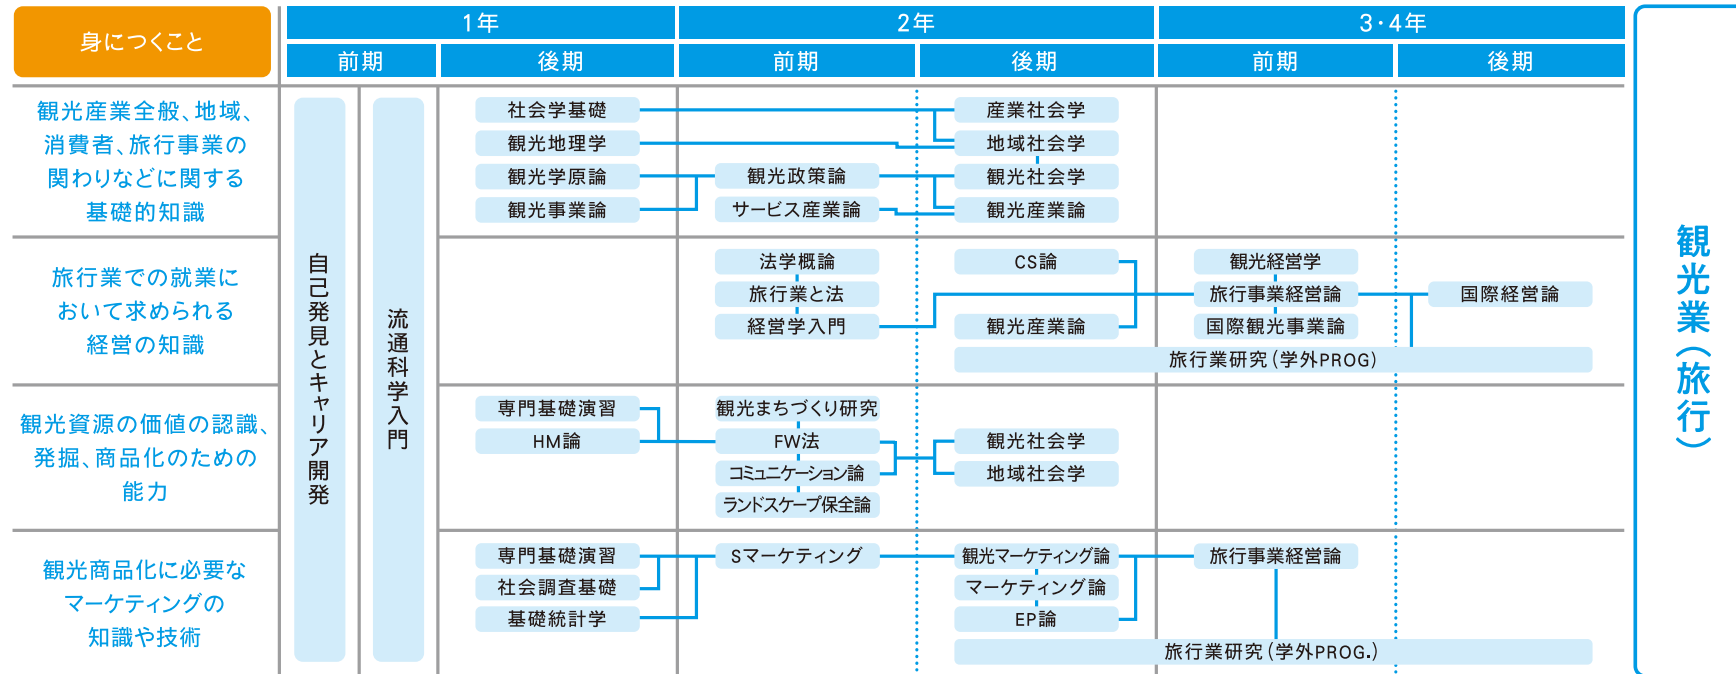 身につくこと
1年
2年
3・4年
前期
後期
前期
後期
前期
後期
自己発見とキャリア開発
流通科学入門
観光産業全般、地域、
消費者、旅行事業の
関わりなどに関する
基礎的知識
社会学基礎
観光地理学
観光学原論
観光事業論
観光政策論
サービス産業論
産業社会学
地域社会学
観光社会学
観光産業論
旅行業での就業に
おいて求められる
経営の知識
法学概論
旅行業と法
経営学入門
CS論
観光産業論
観光経営学
旅行事業経営論
国際観光事業論
国際経営論
旅行業研究(学外PROG)
観光資源の価値の認識、
発掘、商品化のための
能力
専門基礎演習
HM論
観光まちづくり研究
FW法
コミュニケーション論
ランドスケープ保全論
観光社会学
地域社会学
観光商品化に必要な
マーケティングの
知識や技術
専門基礎演習
社会調査基礎
基礎統計学
Sマーケティング
観光マーケティング論
マーケティング論
EP論
旅行事業経営論
旅行業研究(学外PROG.)
観光業(旅行)